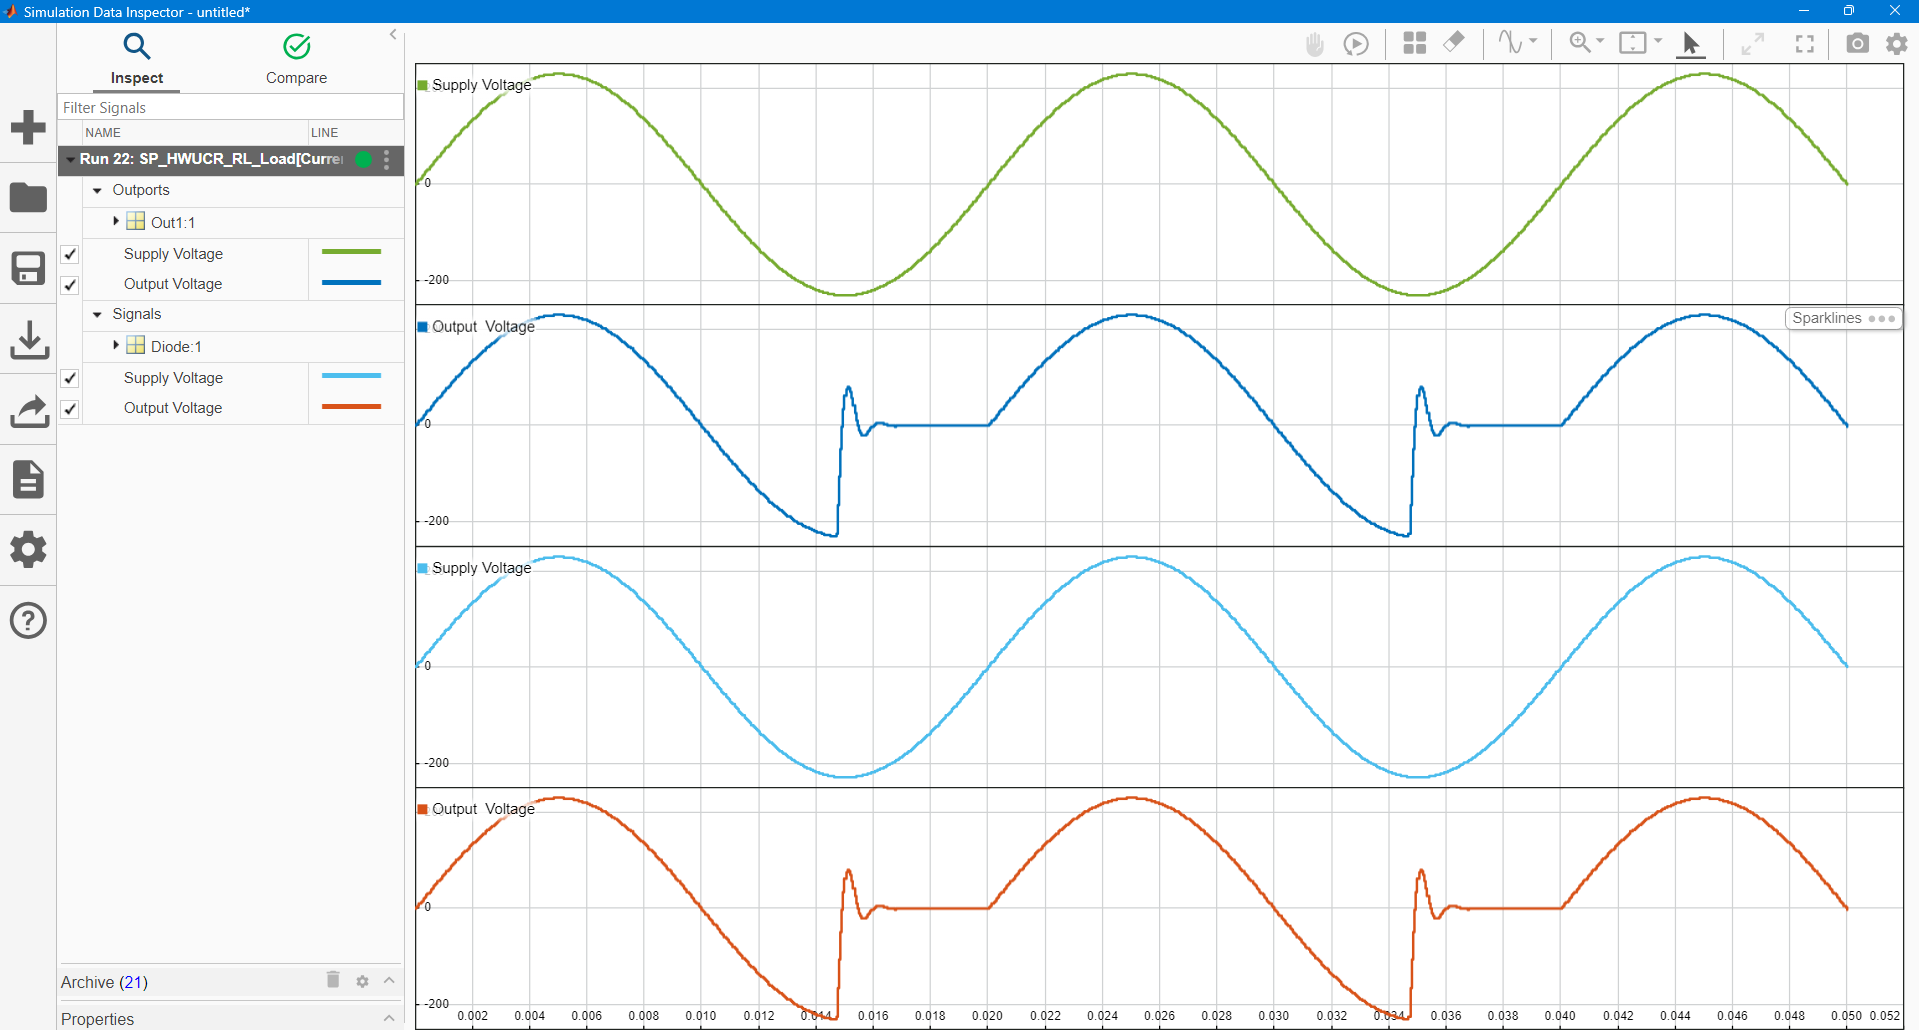 Simulation Data Inspector - untitled*
Inspect
Compare
Filter Signals
NAME
LINE
Run 22: SP_HWUCR_RL_Load[Curre
Outports
Out1:1
Supply Voltage
Output Voltage
Signals
Diode:1
Supply Voltage
Output Voltage
Archive (21)
Properties
Supply Voltage
0
-200
Output Voltage
Sparklines
0
-200
Supply Voltage
0
-200
Output Voltage
0
-200
0.002 0.004 0.006 0.008 0.010 0.012 0.014 0.016 0.018 0.020 0.022 0.024 0.026 0.028 0.030 0.032 0.034 0.036 0.038 0.040 0.042 0.044 0.046 0.048 0.050 0.052